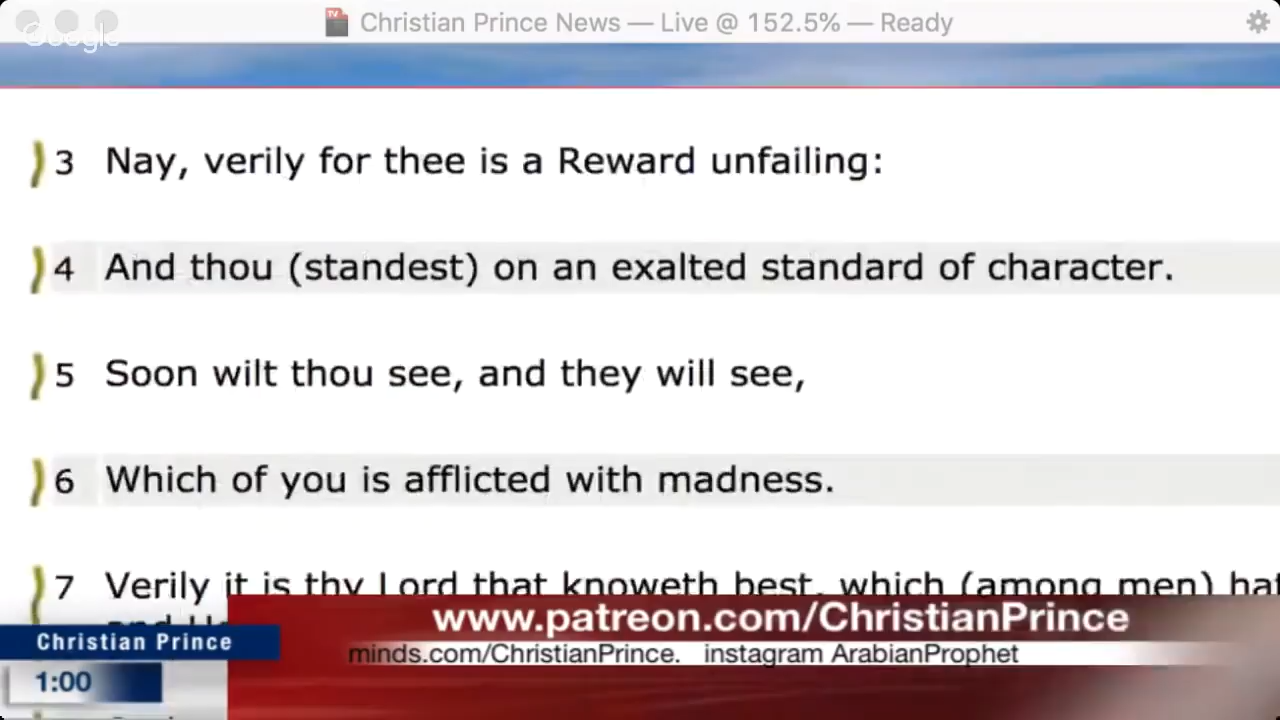 Christian Prince News — Live @ 152.5% — Ready
Google
TV
3 Nay, verily for thee is a Reward unfailing:
4 And thou (standest) on an exalted standard of character.
5 Soon wilt thou see, and they will see,
6 Which of you is afflicted with madness.
7 Verily it is thy Lord that knoweth best, which (among men)
www.patreon.com/ChristianPrince
Christian Prince
minds.com/ChristianPrince. instagram ArabianProphet
1:00